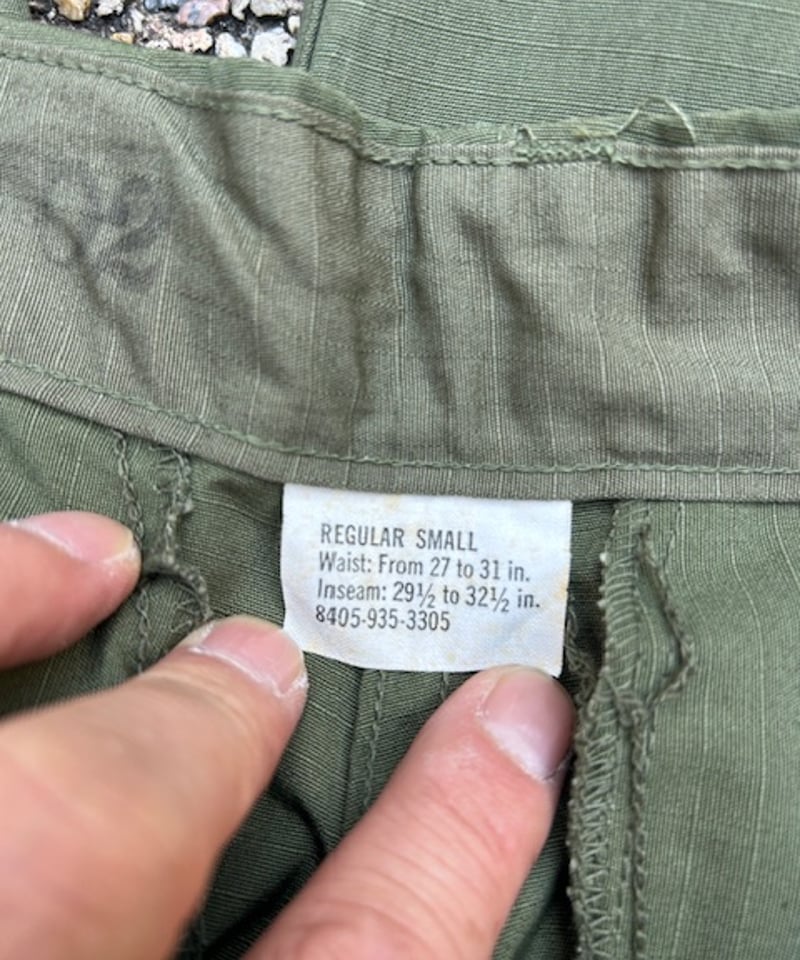 REGULAR SMALL
Waist: From 27 to 31 in.
Inseam: 29½ to 32½ in.
8405-935-3305